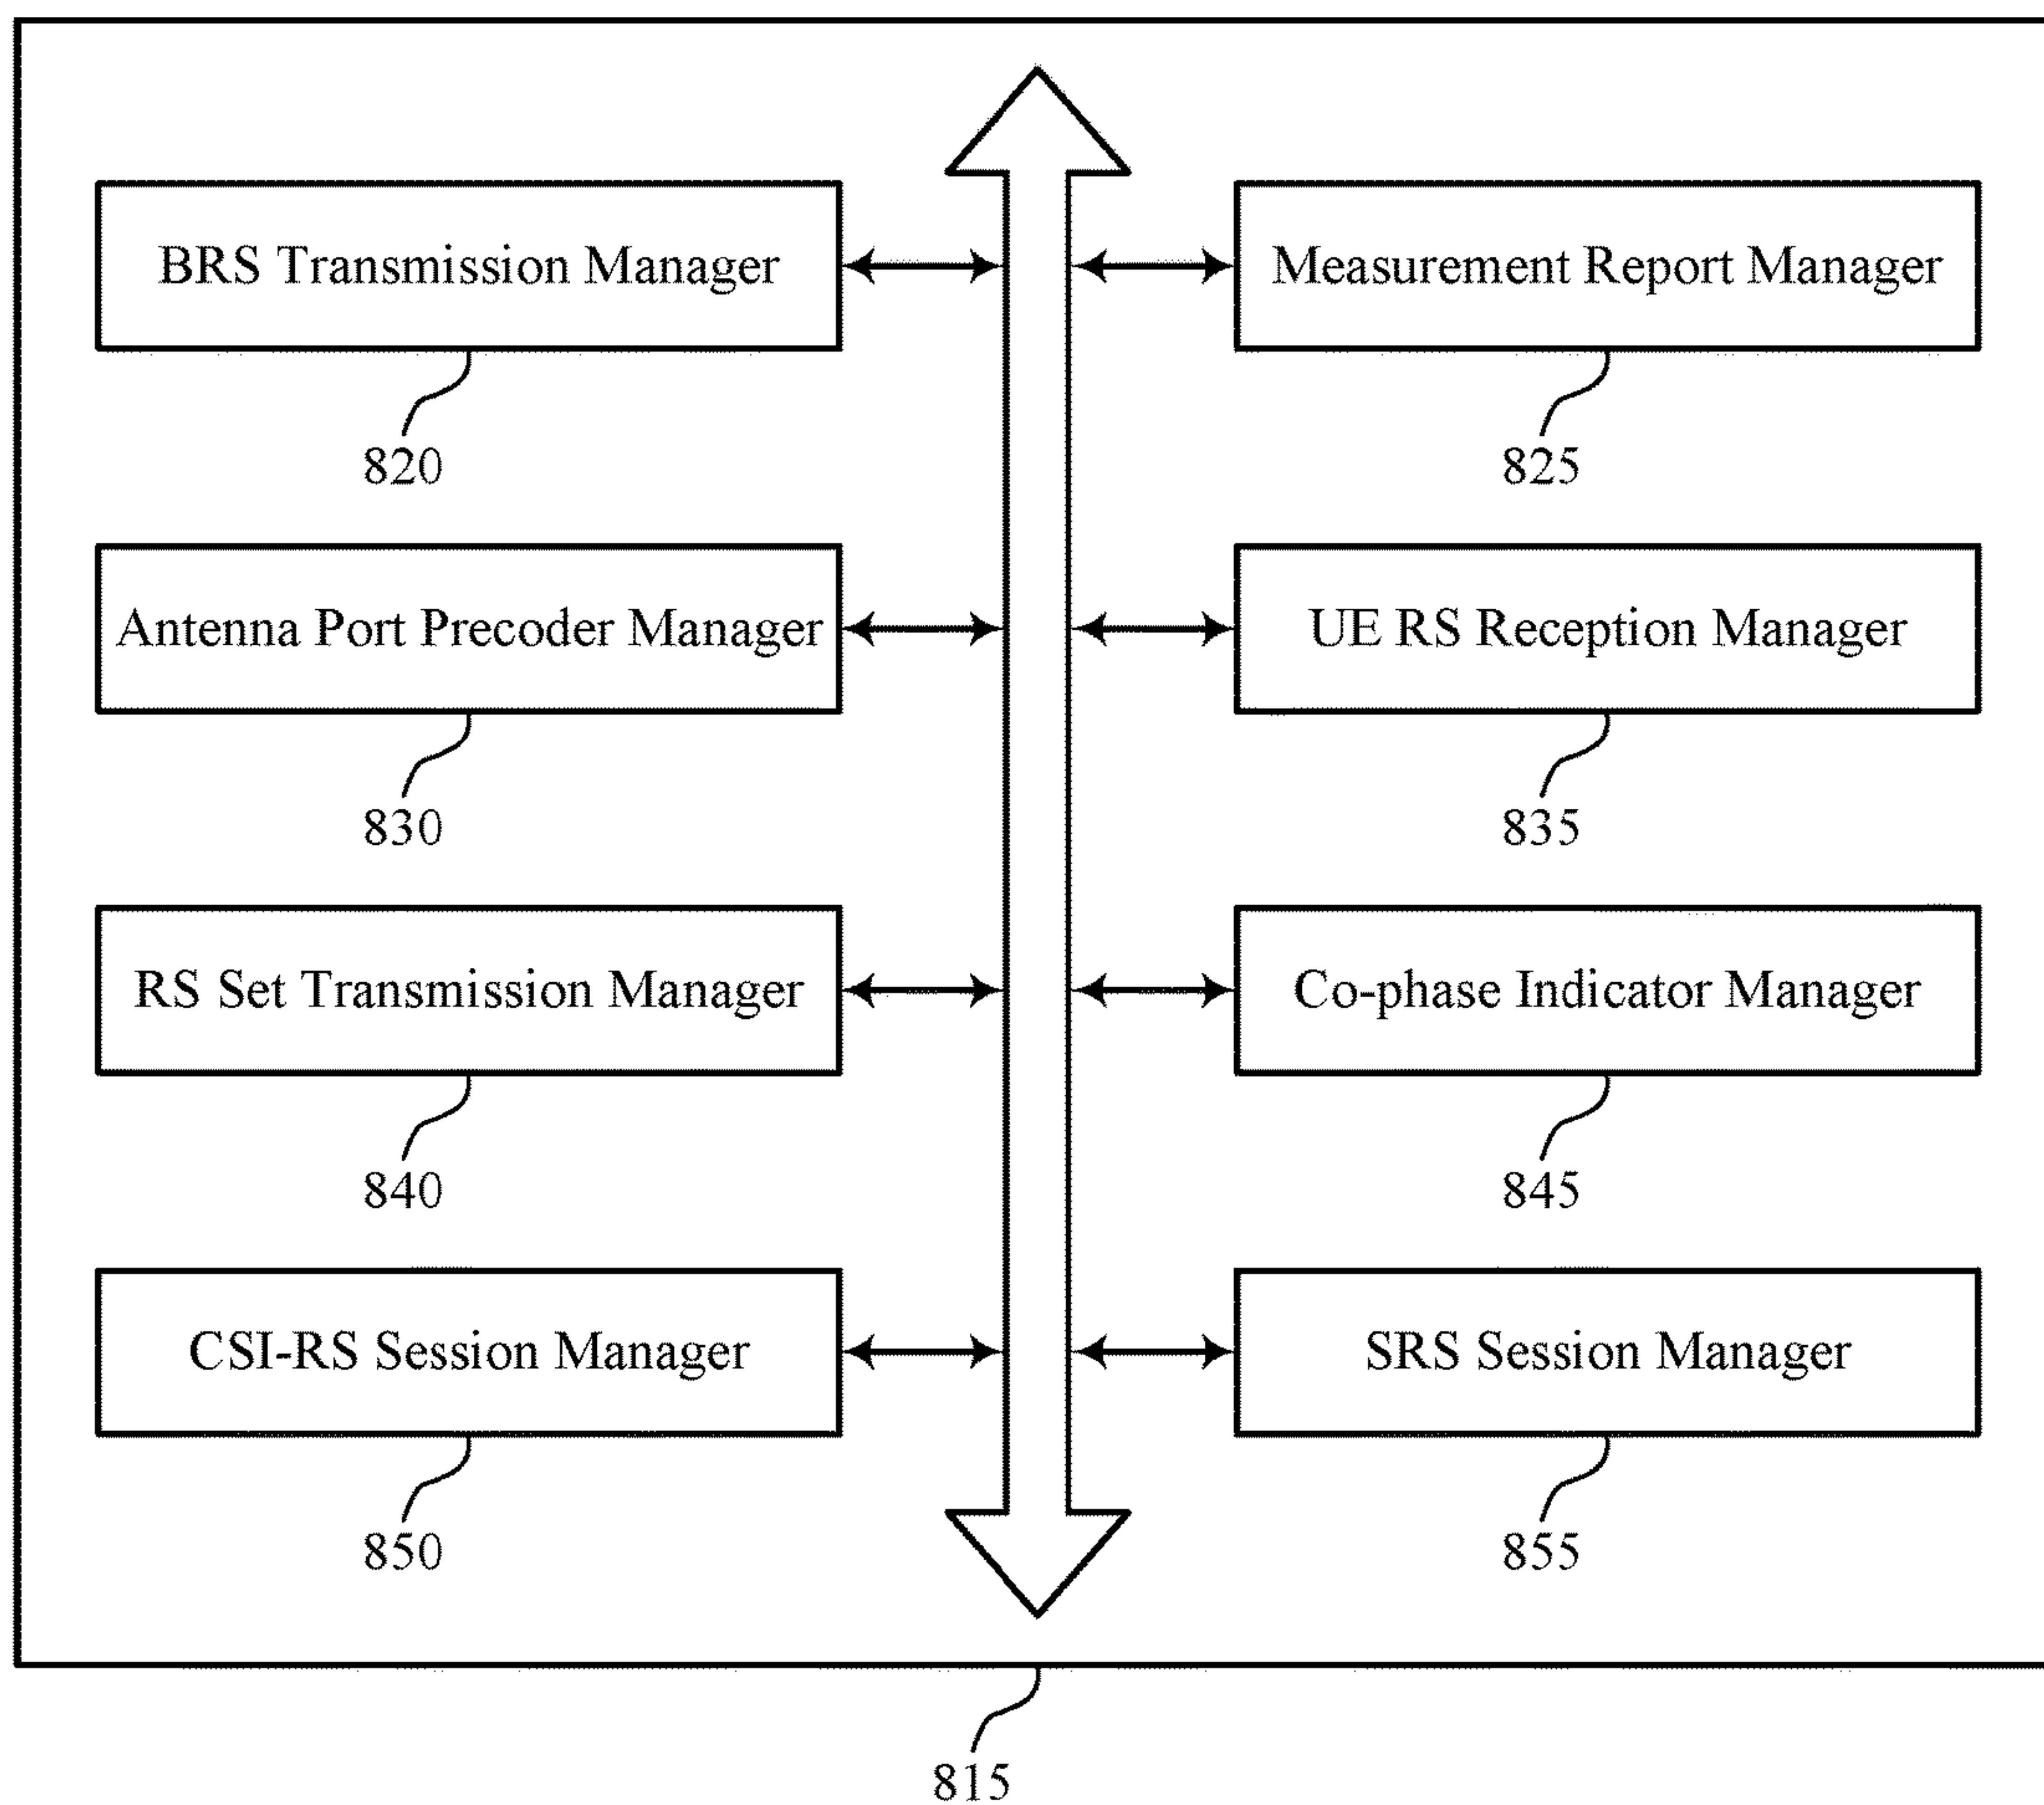 BRS Transmission Manager
Measurement Report Manager
820
825
Antenna Port Precoder Manager
UE RS Reception Manager
830
835
RS Set Transmission Manager
Co-phase Indicator Manager
840
845
CSI-RS Session Manager
SRS Session Manager
850
855
815